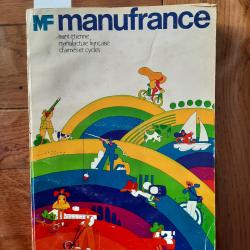 MF manufrance
saint-étienne
manufacture française
d'armes et cycles